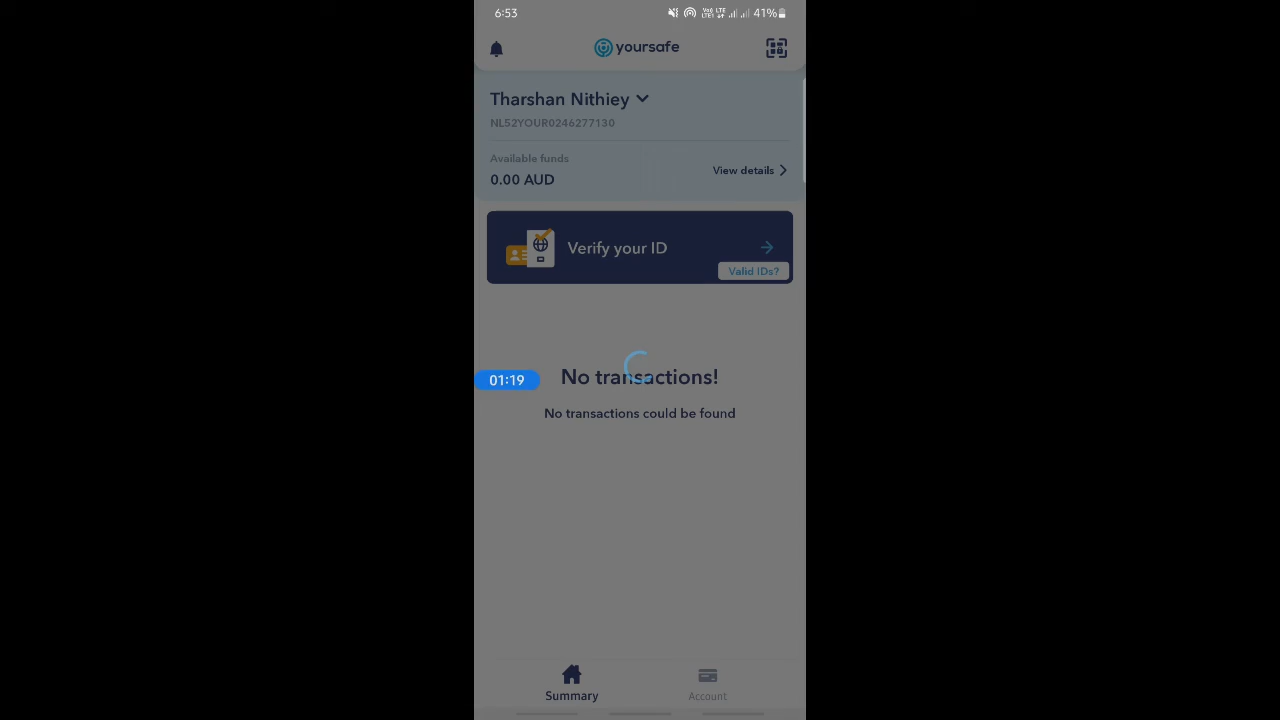 6:53
41%
yoursafe
Tharshan Nithiey
NL52YOUR0246277130
Available funds
View details
0.00 AUD
Verify your ID
Valid IDs?
No transactions!
01:19
No transactions could be found
Summary
Account